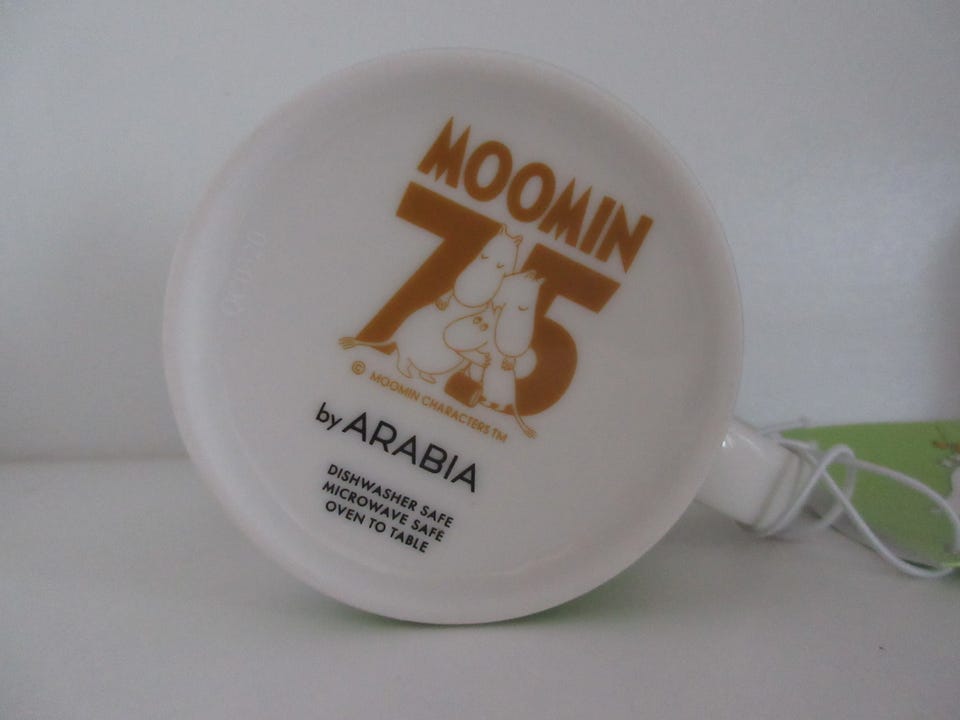 MOOMIN
75
© MOOMIN CHARACTERS TM
by ARABIA
DISHWASHER SAFE
MICROWAVE SAFE
OVEN TO TABLE